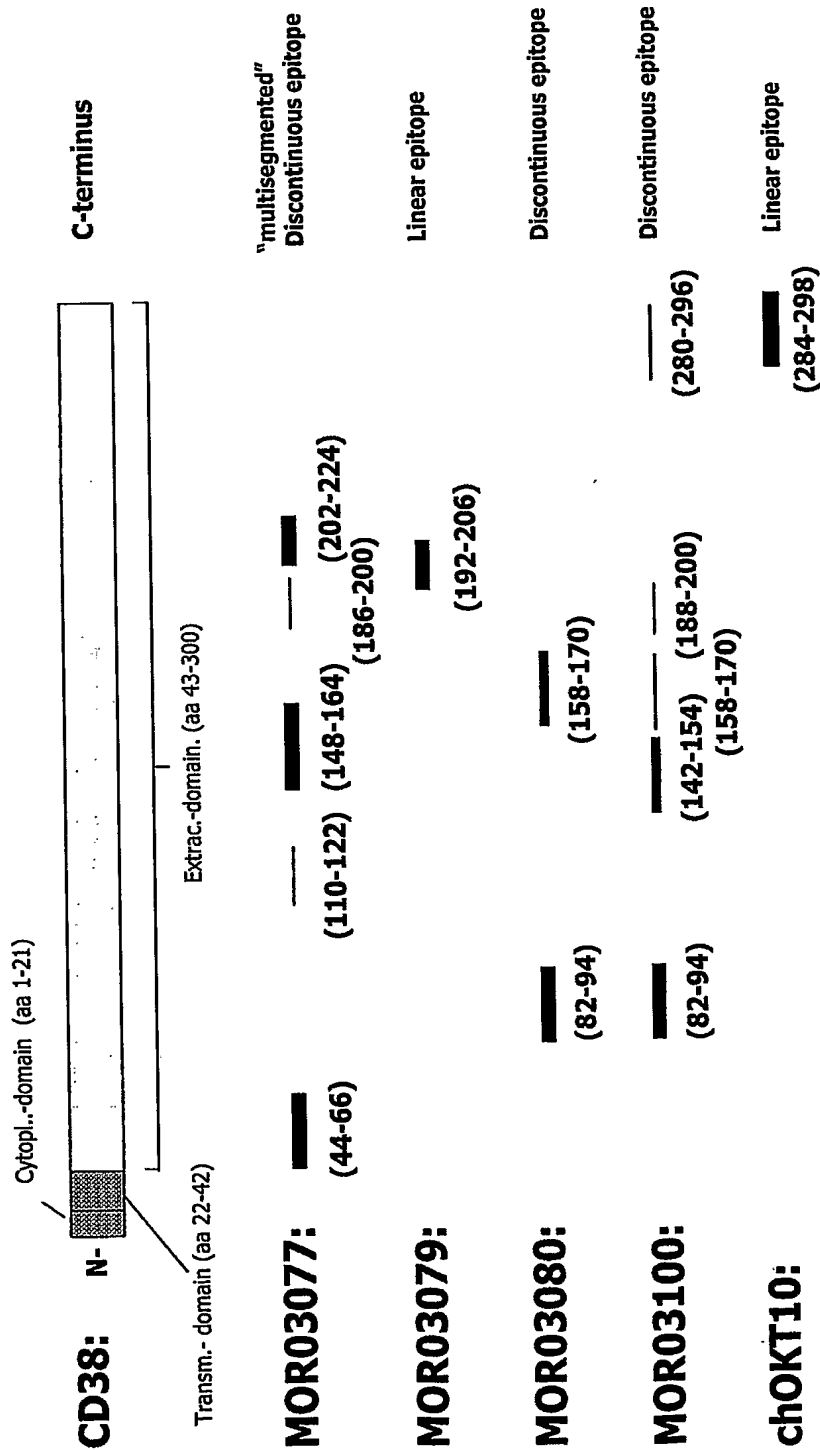 Cytopl..-domain (aa 1-21)
CD38:
N-
C-terminus
Transm.- domain (aa 22-42)
Extrac.-domain. (aa 43-300)
MOR03077:
(44-66)
(110-122)
(148-164)
(186-200)
(202-224)
"multisegmented"
Discontinuous epitope
MOR03079:
(192-206)
Linear epitope
MOR03080:
(82-94)
(158-170)
Discontinuous epitope
MOR03100:
(82-94)
(142-154)
(158-170)
(188-200)
(280-296)
Discontinuous epitope
chOKT10:
(284-298)
Linear epitope